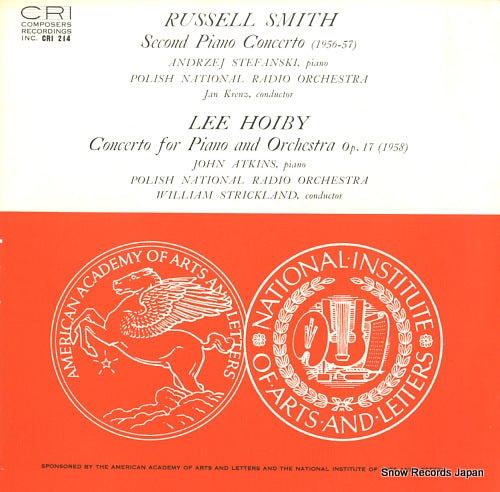 CRI
COMPOSERS
RECORDINGS
INC. CRI 214
RUSSELL SMITH
Second Piano Concerto (1956-57)
ANDRZEJ STEFANSKI, piano
POLISH NATIONAL RADIO ORCHESTRA
Jan Krenz, conductor
LEE HOIBY
Concerto for Piano and Orchestra Op. 17 (1958)
JOHN ATKINS, piano
POLISH NATIONAL RADIO ORCHESTRA
WILLIAM STRICKLAND, conductor
AMERICAN ACADEMY OF ARTS AND LETTERS
NATIONAL·INSTITUTE
·OF·ARTS·AND·LETTERS·
SPONSORED BY THE AMERICAN ACADEMY OF ARTS AND LETTERS AND THE NATIONAL INSTITUTE OF
Snow Records Japan
www.snowrecords.jp